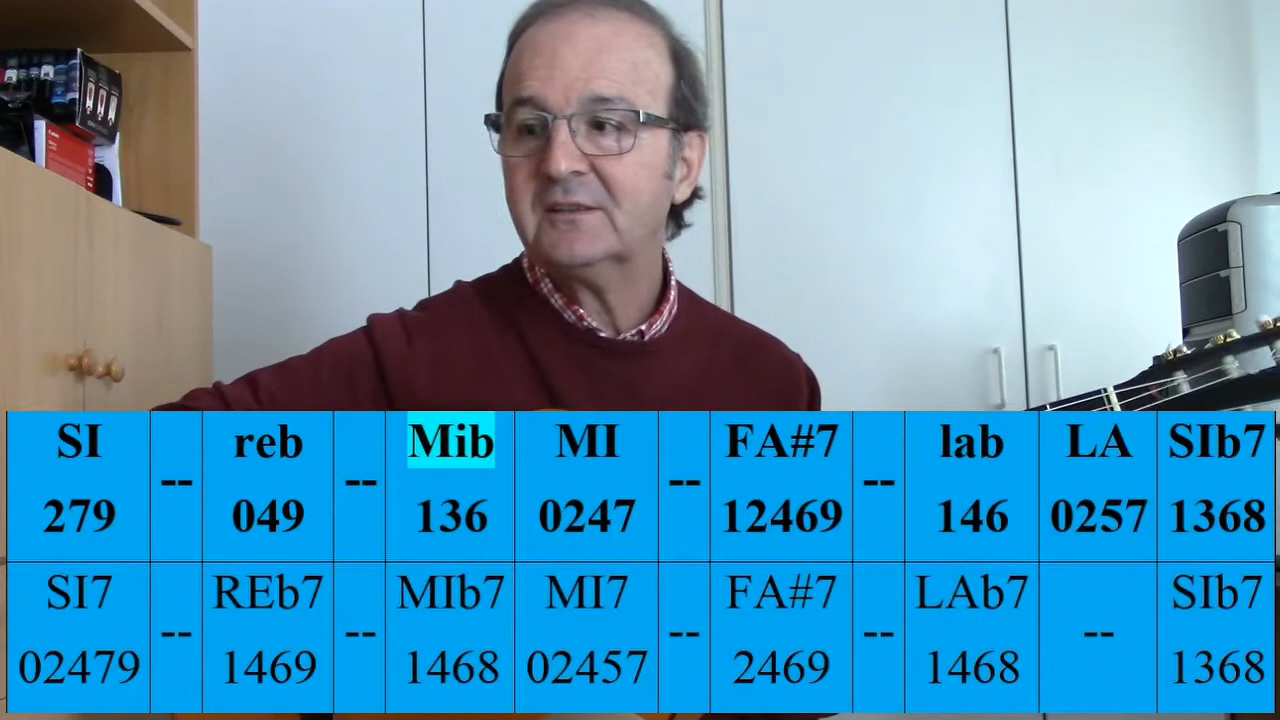 SI -- reb -- Mib MI -- FA#7 -- lab LA SIb7
279 049 136 0247 12469 146 0257 1368
SI7 -- REb7 -- MIb7 MI7 -- FA#7 -- LAb7 -- SIb7
02479 1469 1468 02457 2469 1468 1368